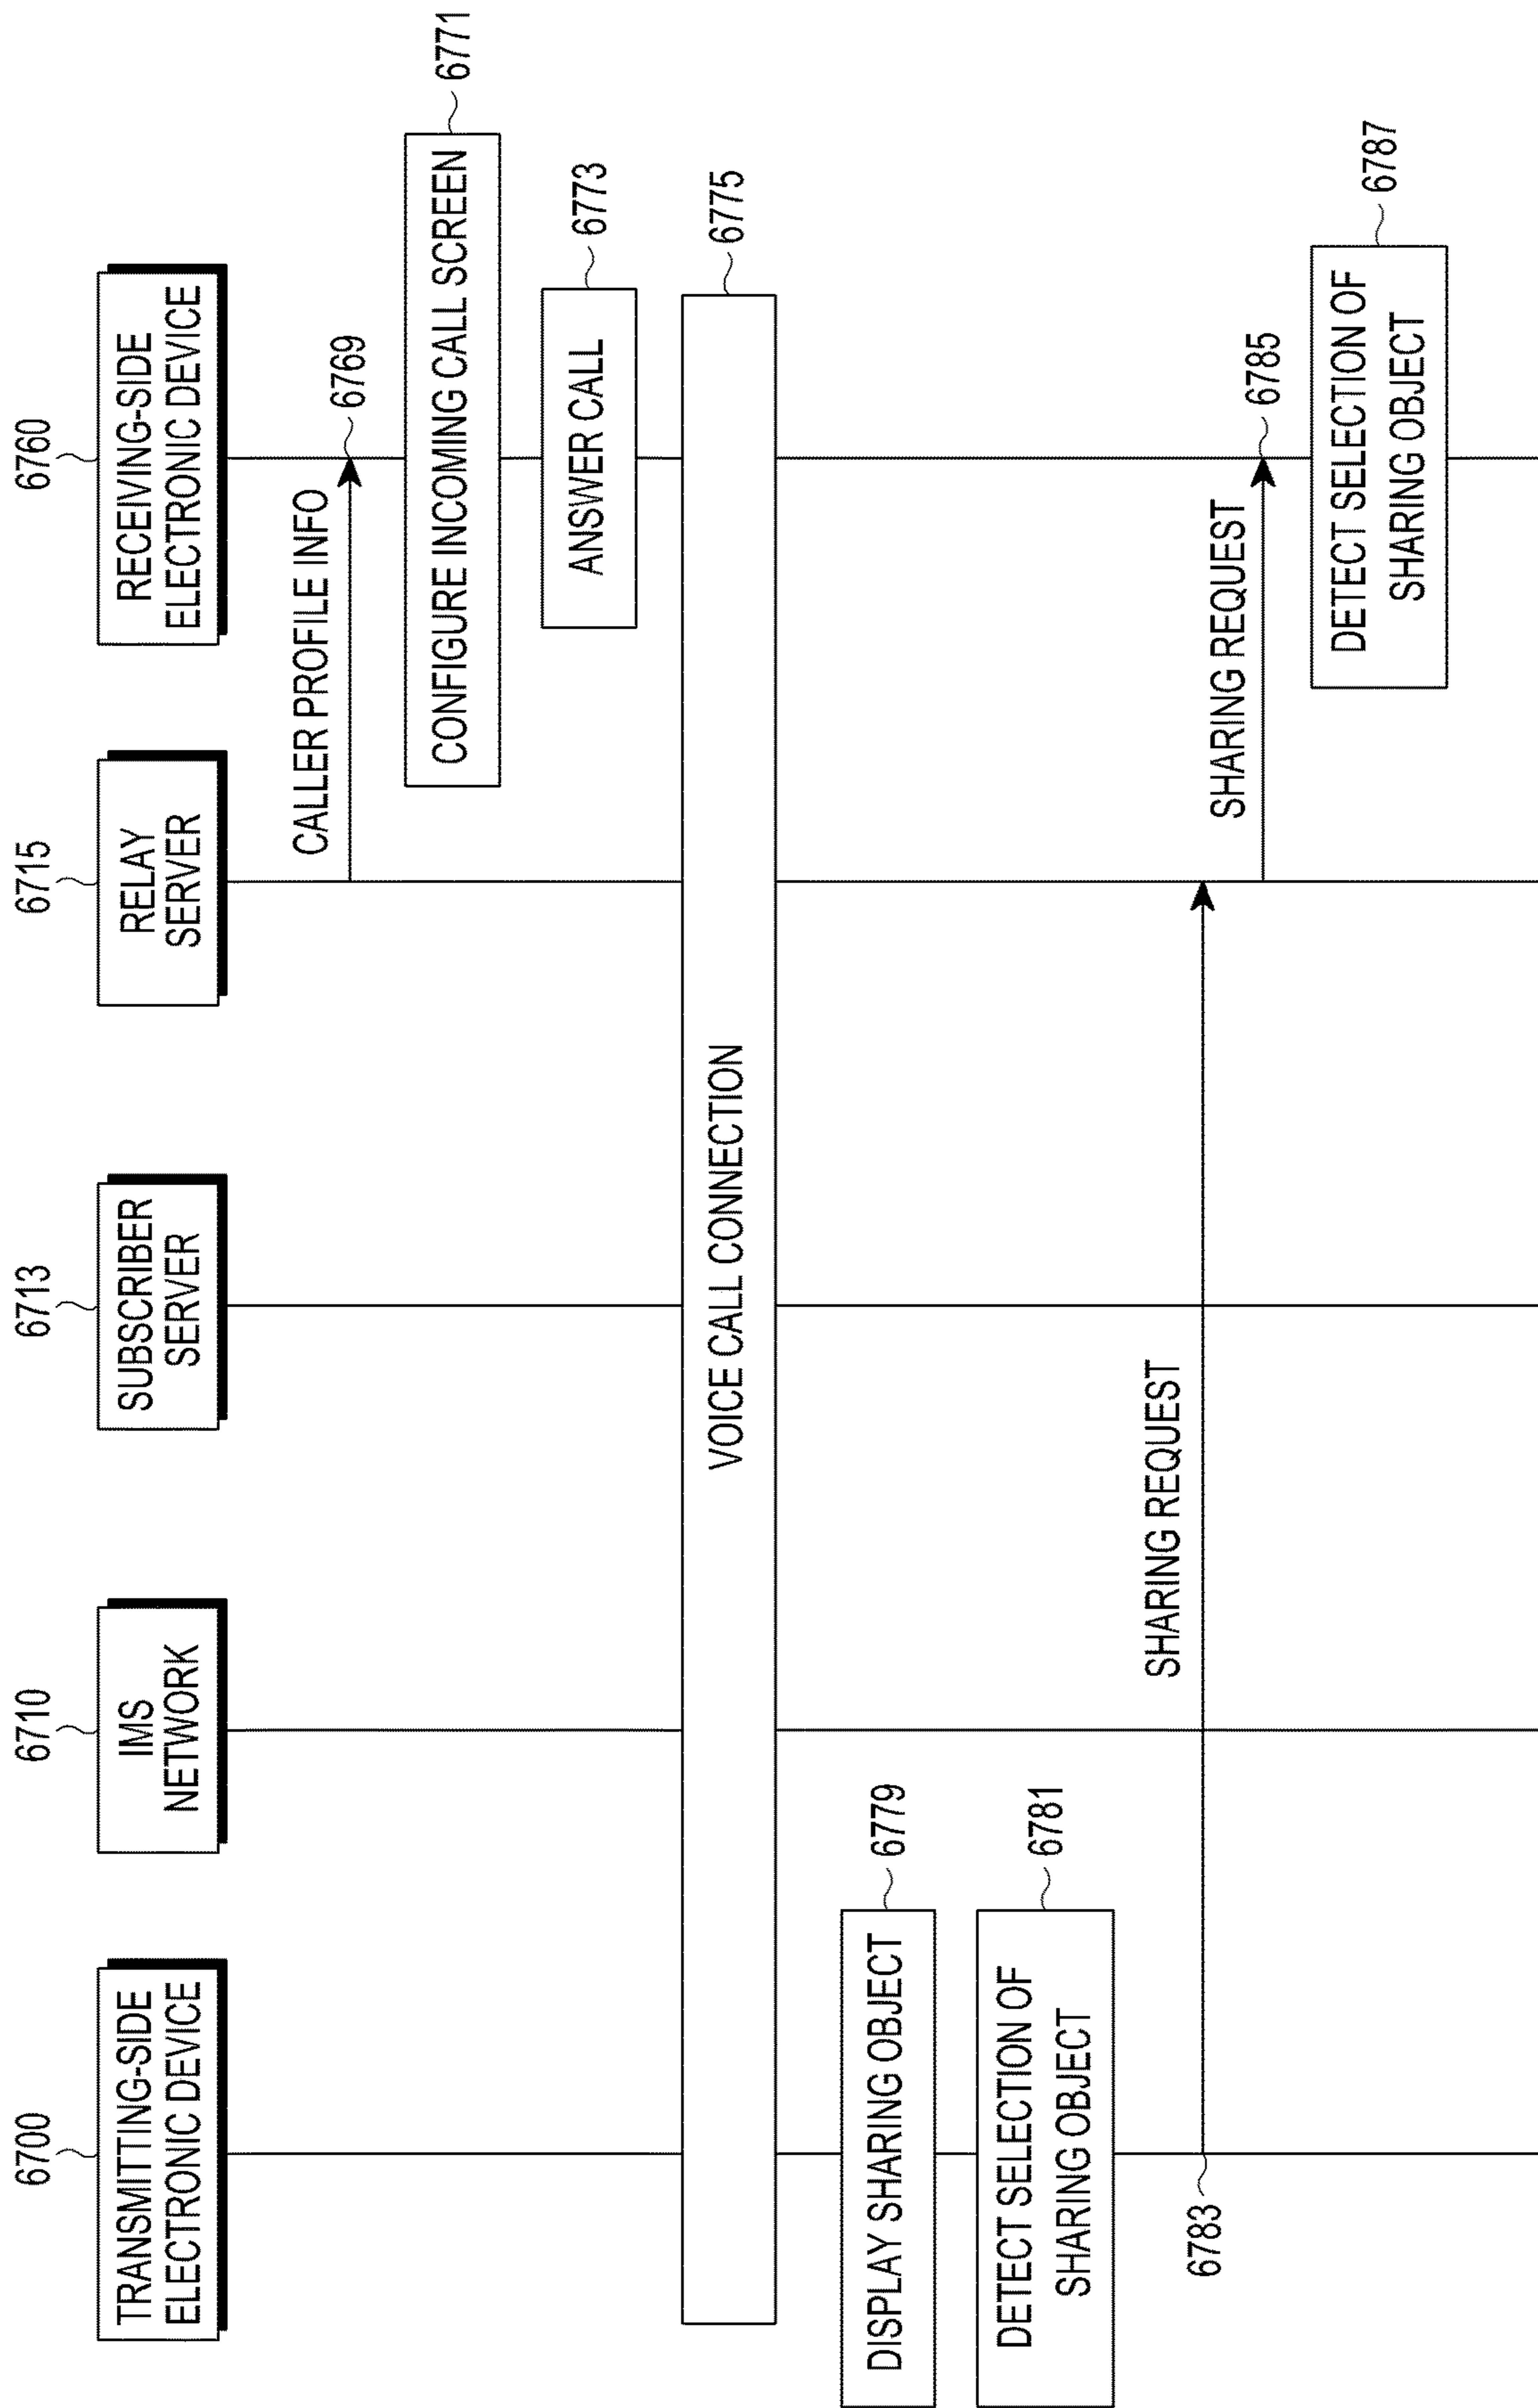 6700
6710
6713
6715
6760
TRANSMITTING-SIDE
ELECTRONIC DEVICE
IMS
NETWORK
SUBSCRIBER
SERVER
RELAY
SERVER
RECEIVING-SIDE
ELECTRONIC DEVICE
CALLER PROFILE INFO
6769
CONFIGURE INCOMING CALL SCREEN
6771
ANSWER CALL
6773
VOICE CALL CONNECTION
6775
DISPLAY SHARING OBJECT
6779
DETECT SELECTION OF
SHARING OBJECT
6781
SHARING REQUEST
6783
SHARING REQUEST
6785
DETECT SELECTION OF
SHARING OBJECT
6787